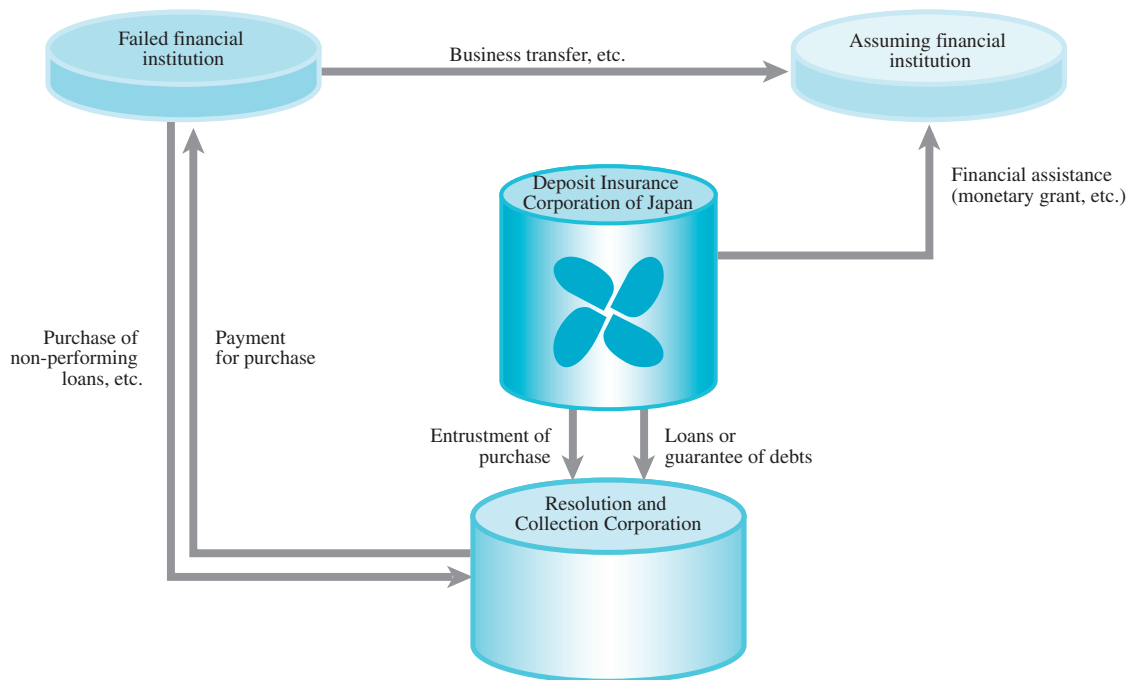 Failed financial
institution
Business transfer, etc.
Assuming financial
institution
Deposit Insurance
Corporation of Japan
Financial assistance
(monetary grant, etc.)
Purchase of
non-performing
loans, etc.
Payment
for purchase
Entrustment of
purchase
Loans or
guarantee of debts
Resolution and
Collection Corporation